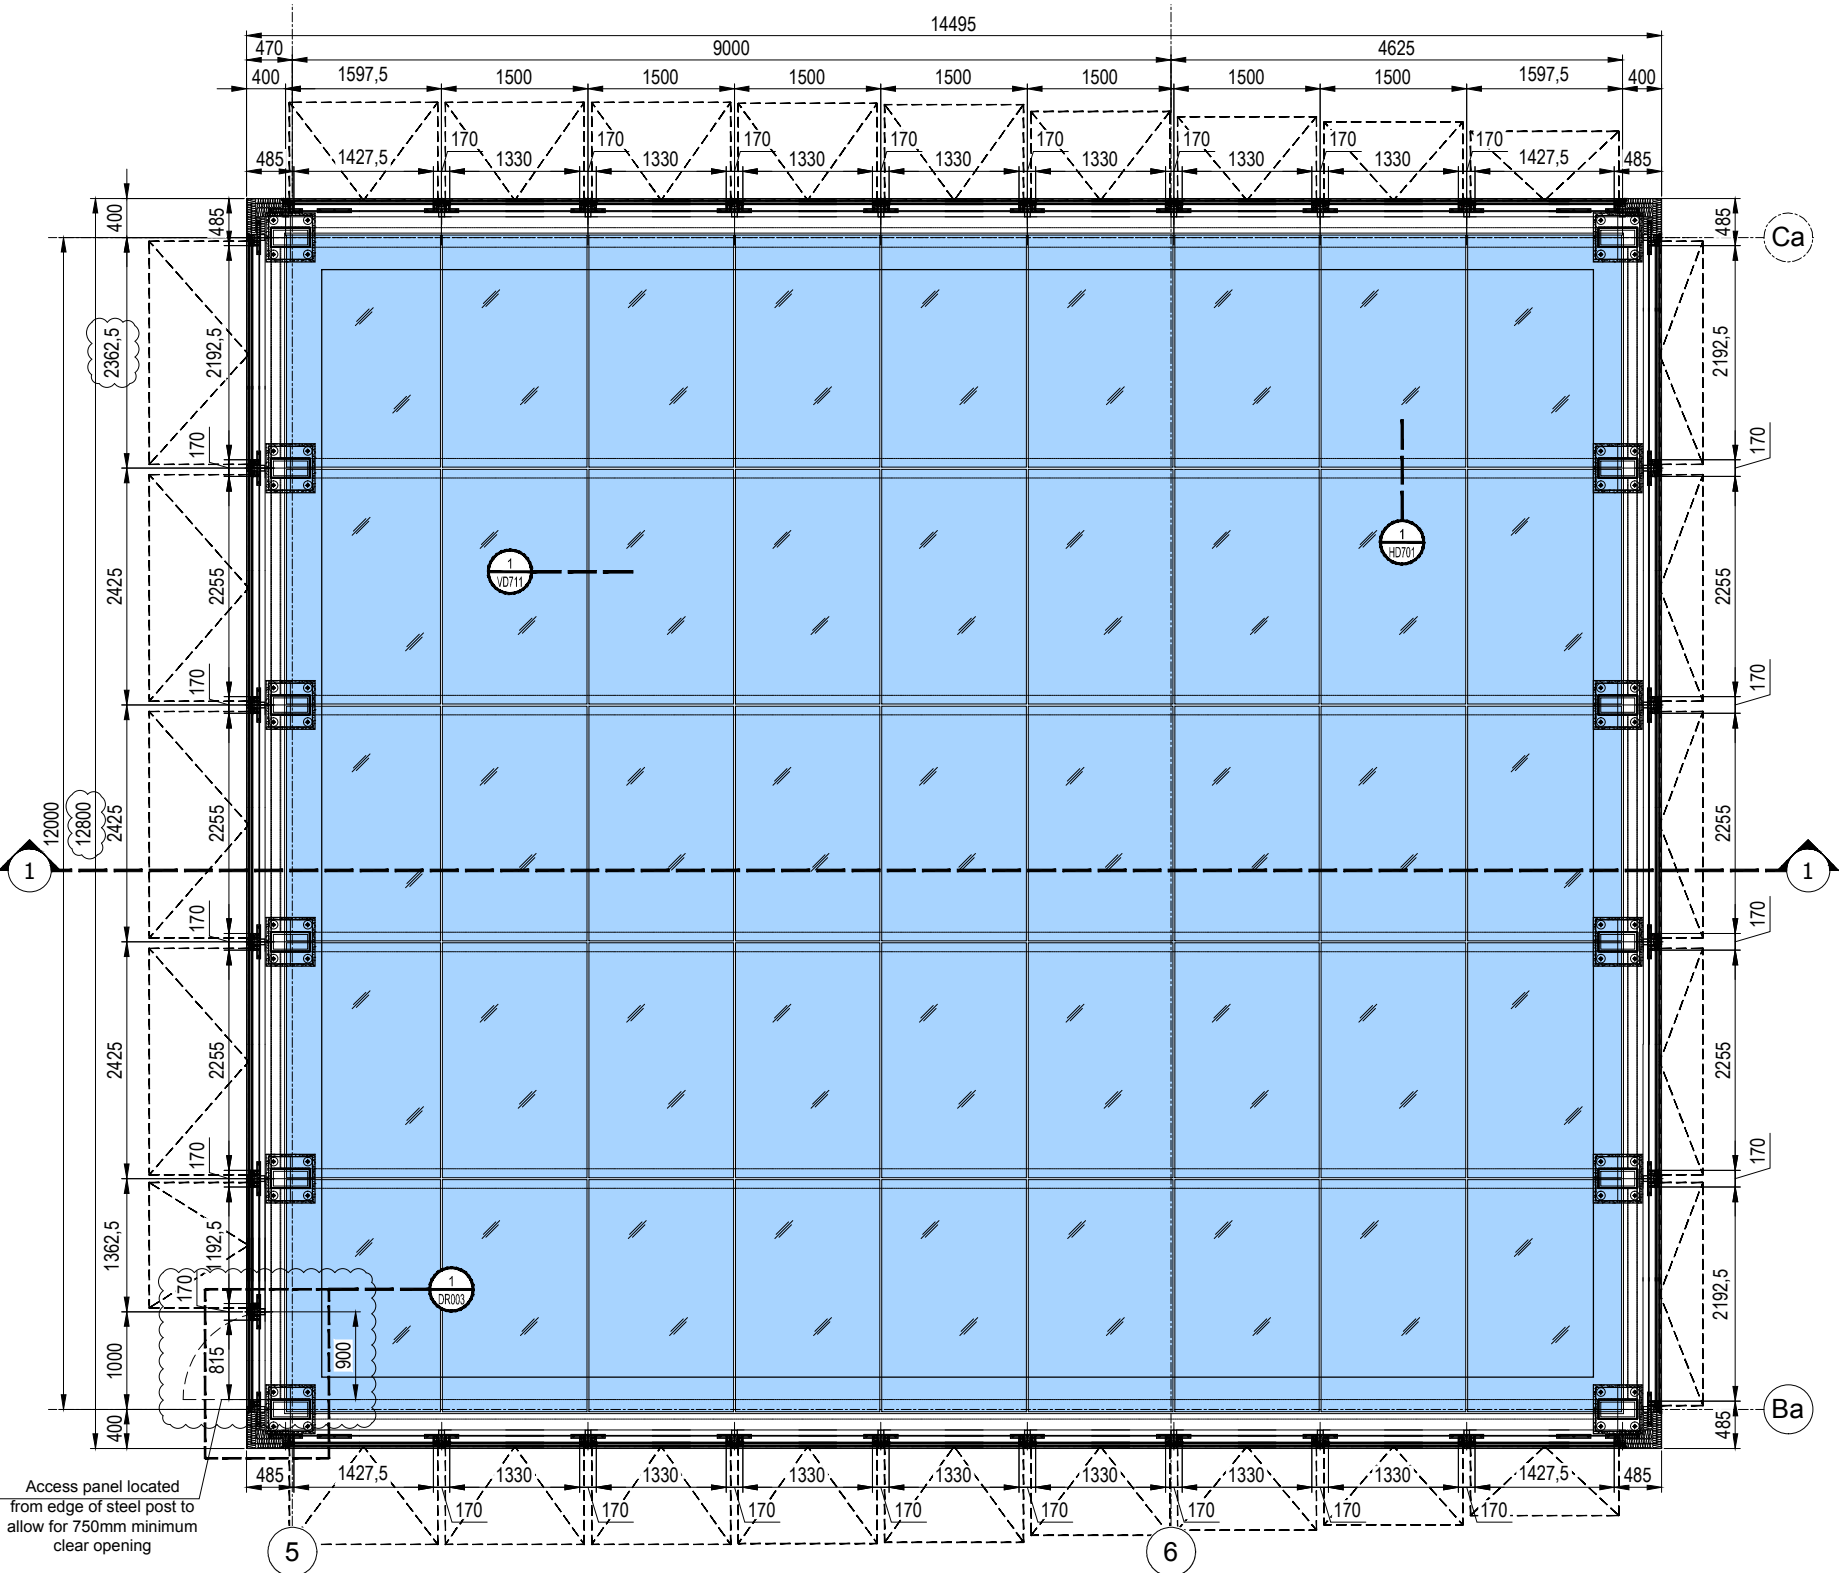 14495
470 9000 4625
400 1597,5 1500 1500 1500 1500 1500 1500 1500 1597,5 400
170 170 170 170 170 170 170 170
485 1427,5 1330 1330 1330 1330 1330 1330 1330 1427,5 485
400 485 485 Ca
2362,5 2192,5 2192,5
170 170
1 HD701
1 VD711
2425 2255 2255
170 170
12000 12800 2425 2255 2255
1 1
170 170
2425 2255 2255
170 170
1362,5 1192,5 2192,5
170
1 DR003
1000 815 900
400 485 Ba
485 1427,5 1330 1330 1330 1330 1330 1330 1330 1427,5 485
170 170 170 170 170 170 170 170
Access panel located
from edge of steel post to
allow for 750mm minimum
clear opening
5 6